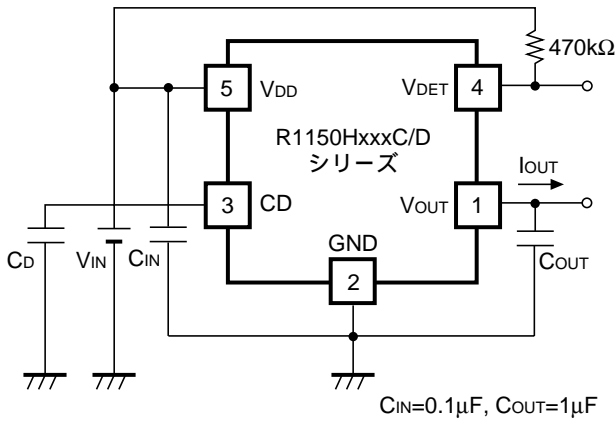 470kΩ
5
VDD
VDET
4
R1150HxxxC/D
シリーズ
IOUT
3
CD
VOUT
1
GND
2
CD
VIN
CIN
COUT
CIN=0.1μF, COUT=1μF